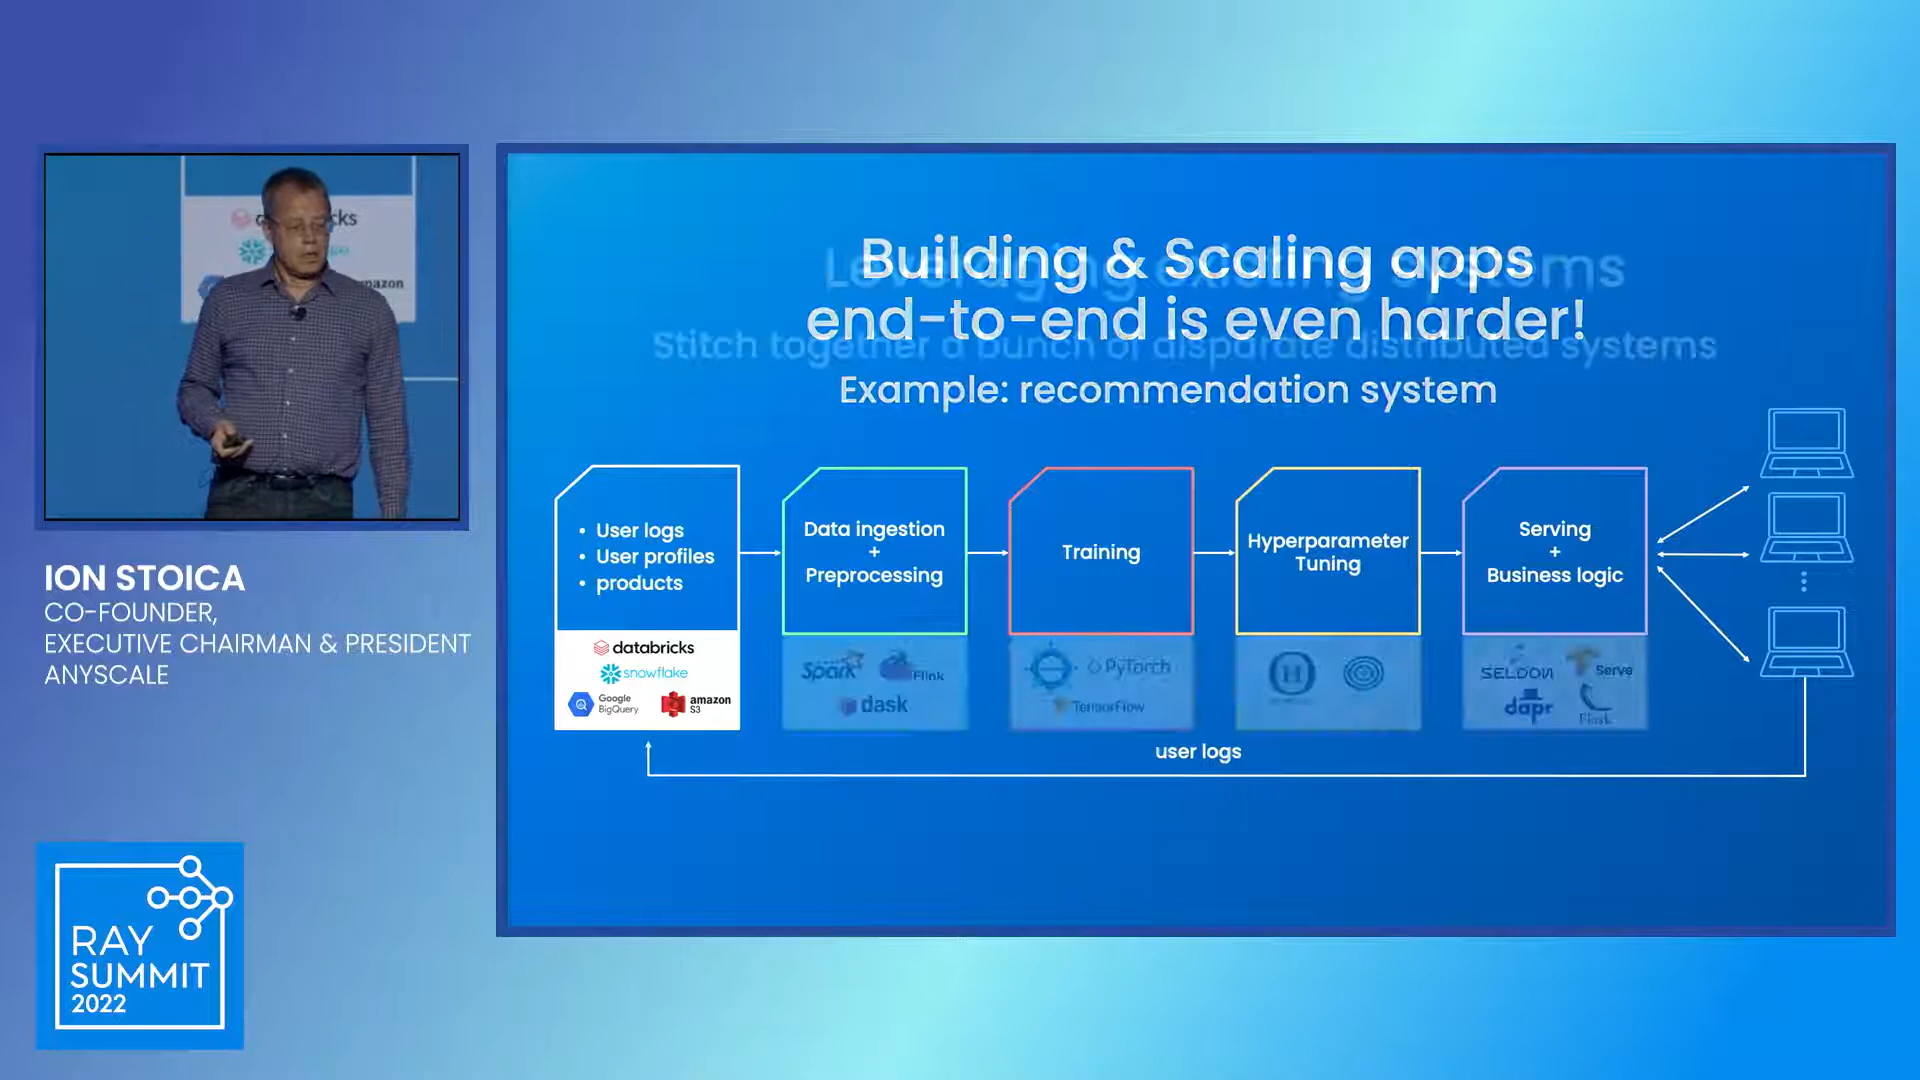 databricks
amazon
ION STOICA
CO-FOUNDER,
EXECUTIVE CHAIRMAN & PRESIDENT
ANYSCALE
RAY
SUMMIT
2022
Building & Scaling apps
end-to-end is even harder!
Leveraging existing systems
Stitch together a bunch of disparate distributed systems
Example: recommendation system
• User logs
• User profiles
• products
databricks
snowflake
Google
BigQuery
amazon
S3
Data ingestion
+
Preprocessing
Spark
Flink
dask
Training
PyTorch
TensorFlow
Hyperparameter
Tuning
H
Serving
+
Business logic
SELDON
Serve
dapr
Flask
user logs